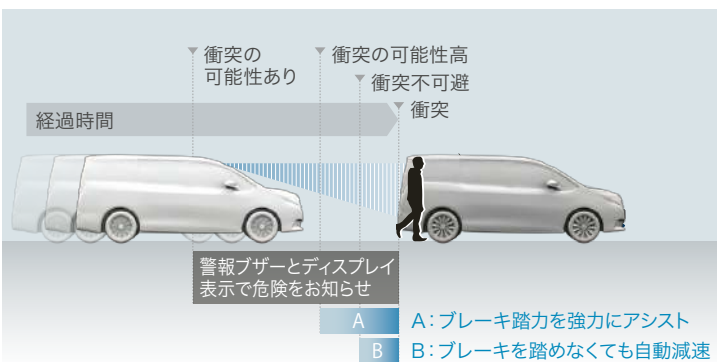 衝突の
可能性あり
衝突の可能性高
衝突不可避
衝突
経過時間
警報ブザーとディスプレイ
表示で危険をお知らせ
A
A：ブレーキ踏力を強力にアシスト
B
B：ブレーキを踏めなくても自動減速